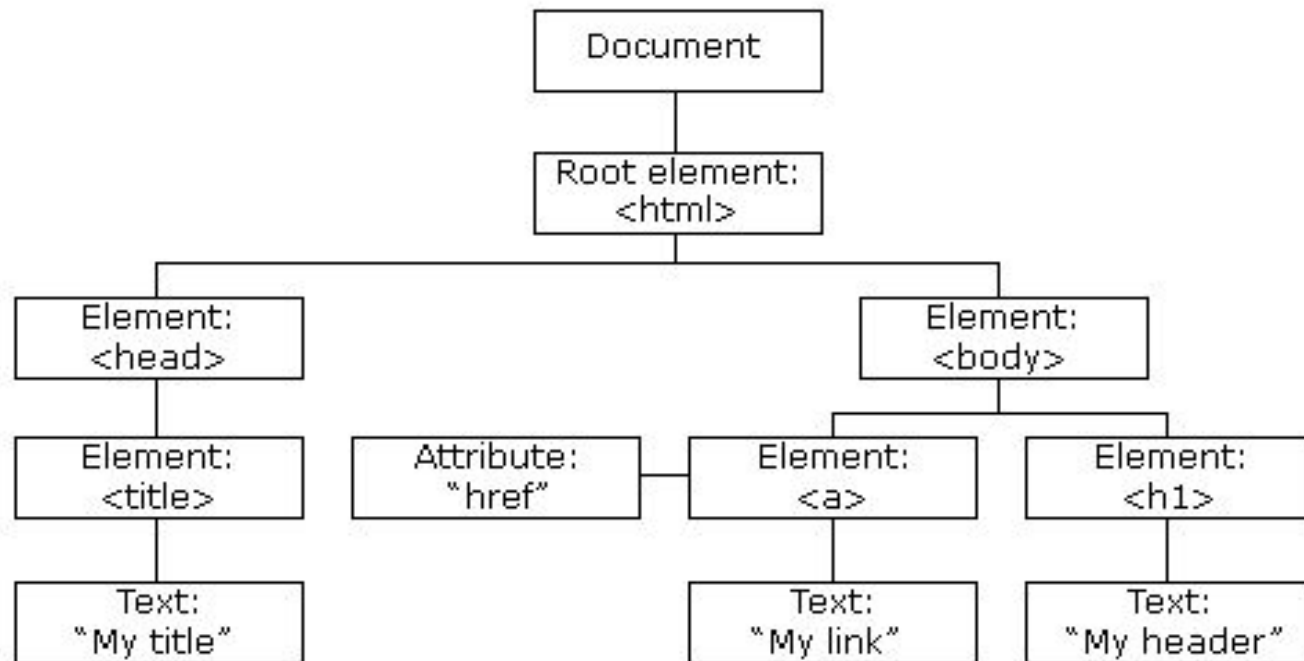 Document
Root element:
<html>
Element:
<head>
Element:
<body>
Element:
<title>
Attribute:
“href”
Element:
<a>
Element:
<h1>
Text:
“My title”
Text:
“My link”
Text:
“My header”